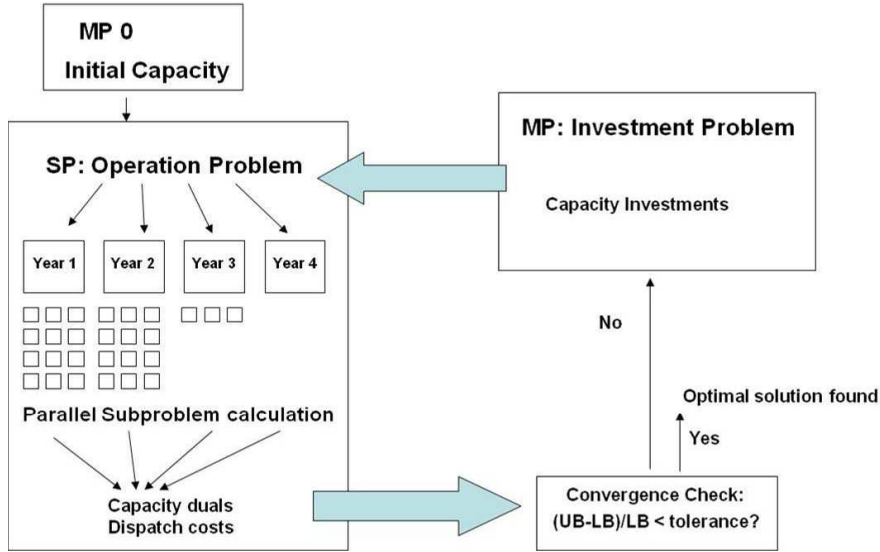 MP 0
Initial Capacity
SP: Operation Problem
Year 1
Year 2
Year 3
Year 4
Parallel Subproblem calculation
Capacity duals
Dispatch costs
MP: Investment Problem
Capacity Investments
No
Optimal solution found
Yes
Convergence Check:
(UB-LB)/LB < tolerance?